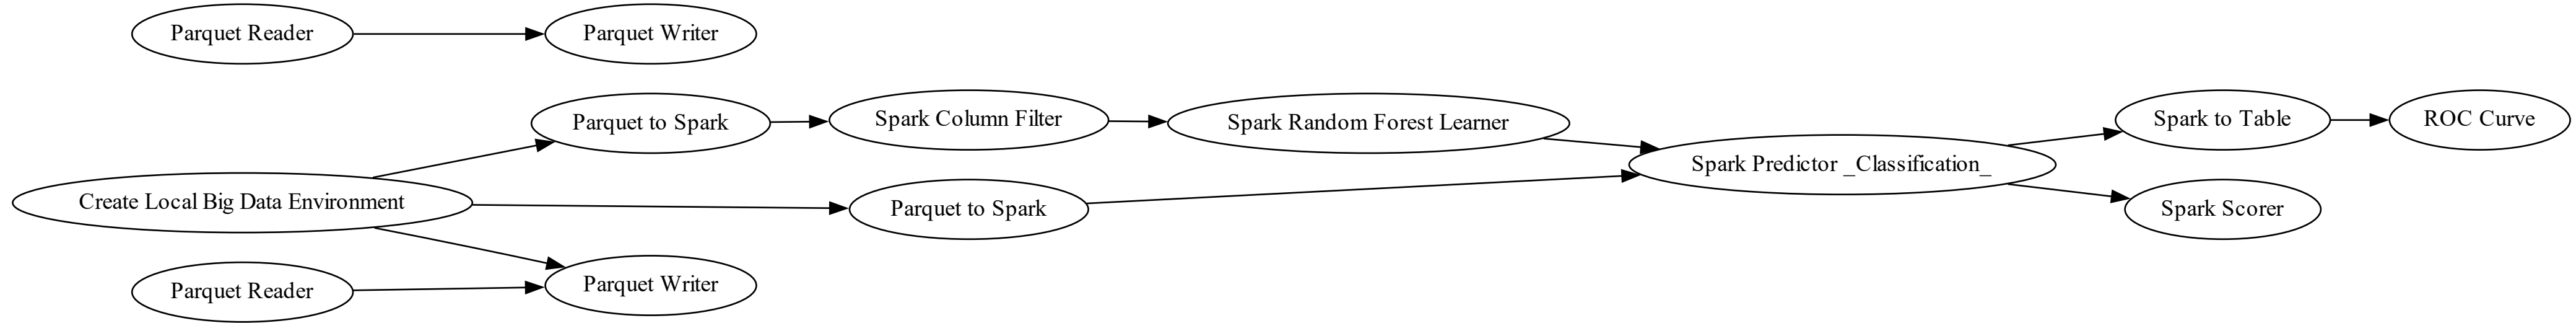 Parquet Reader
Parquet Writer
Parquet to Spark
Spark Column Filter
Spark Random Forest Learner
Spark Predictor _Classification_
Spark to Table
ROC Curve
Create Local Big Data Environment
Parquet to Spark
Spark Scorer
Parquet Reader
Parquet Writer